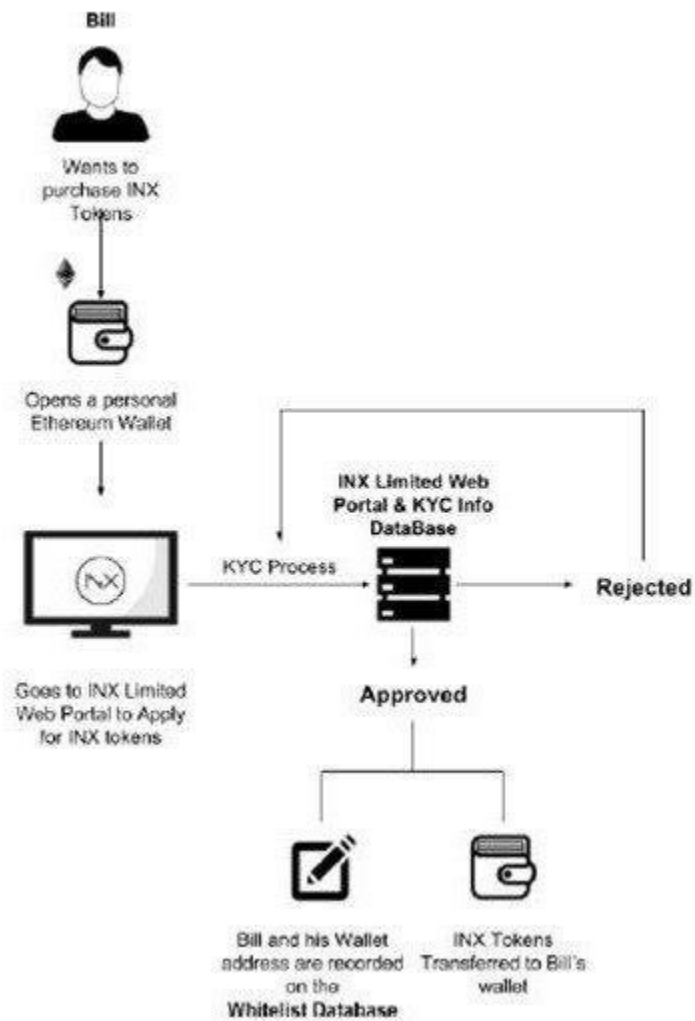 Bill
Wants to
purchase INX
Tokens
Opens a personal
Ethereum Wallet
INX Limited Web
Portal & KYC Info
DataBase
INX
KYC Process
Rejected
Goes to INX Limited
Web Portal to Apply
for INX tokens
Approved
Bill and his Wallet
address are recorded
on the
Whitelist Database
INX Tokens
Transferred to Bill's
wallet